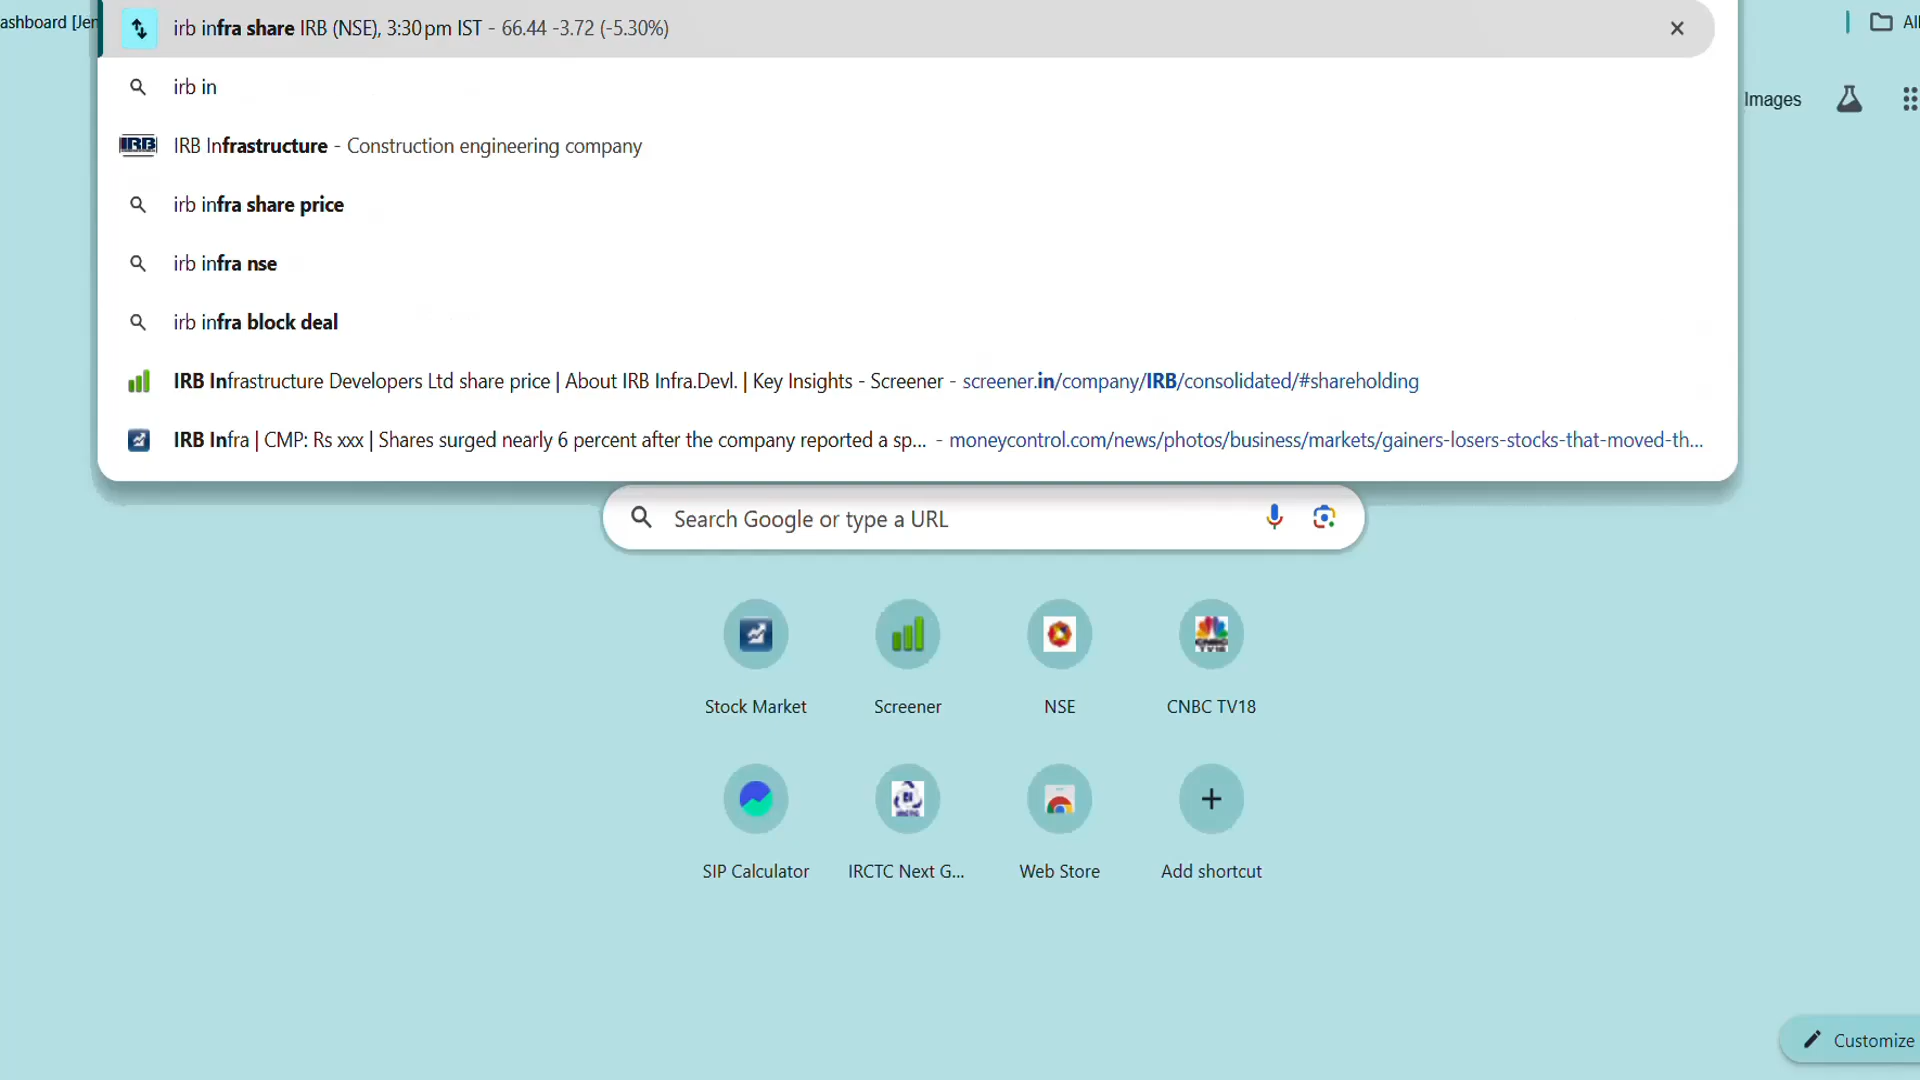 ashboard [Jen
irb infra share IRB (NSE), 3:30 pm IST - 66.44 -3.72 (-5.30%)
All
irb in
Images
IRB
IRB Infrastructure - Construction engineering company
irb infra share price
irb infra nse
irb infra block deal
IRB Infrastructure Developers Ltd share price | About IRB Infra.Devl. | Key Insights - Screener - screener.in/company/IRB/consolidated/#shareholding
IRB Infra | CMP: Rs xxx | Shares surged nearly 6 percent after the company reported a sp... - moneycontrol.com/news/photos/business/markets/gainers-losers-stocks-that-moved-th...
Search Google or type a URL
CNBC
TV18
Stock Market
Screener
NSE
CNBC TV18
SIP Calculator
IRCTC Next G...
Web Store
Add shortcut
Customize